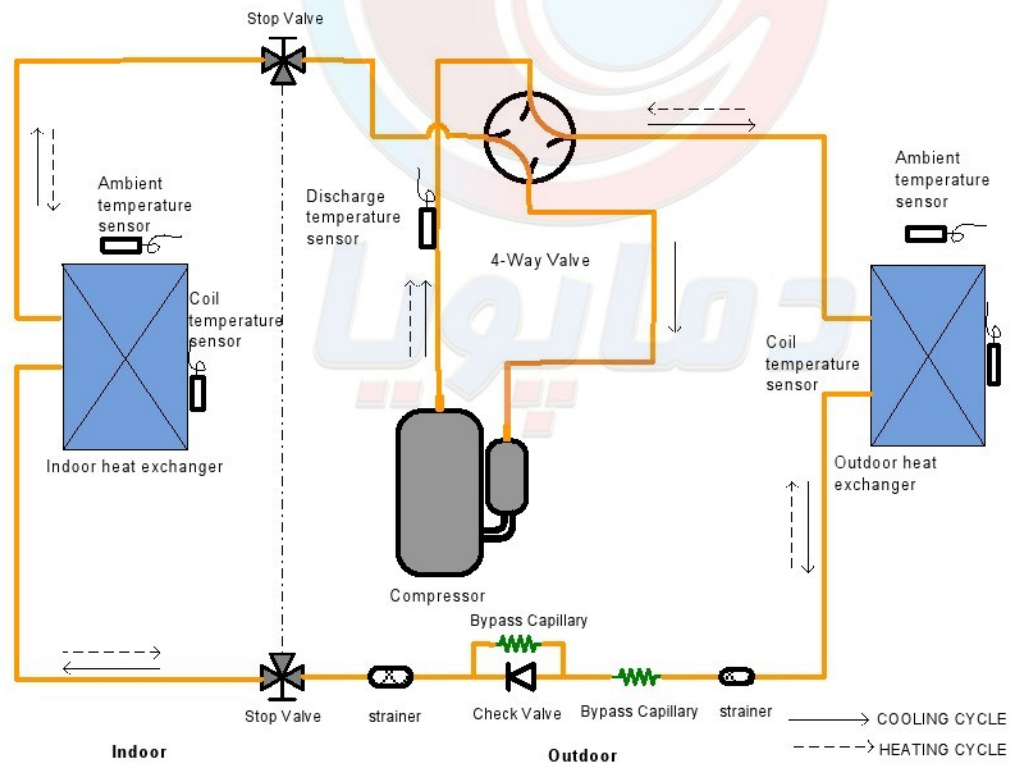 Stop Valve
Ambient
temperature
sensor
Discharge
temperature
sensor
4-Way Valve
Ambient
temperature
sensor
Coil
temperature
sensor
Coil
temperature
sensor
Indoor heat exchanger
Outdoor heat
exchanger
دماپویا
Compressor
Bypass Capillary
Stop Valve
strainer
Check Valve
Bypass Capillary
strainer
COOLING CYCLE
HEATING CYCLE
Indoor
Outdoor